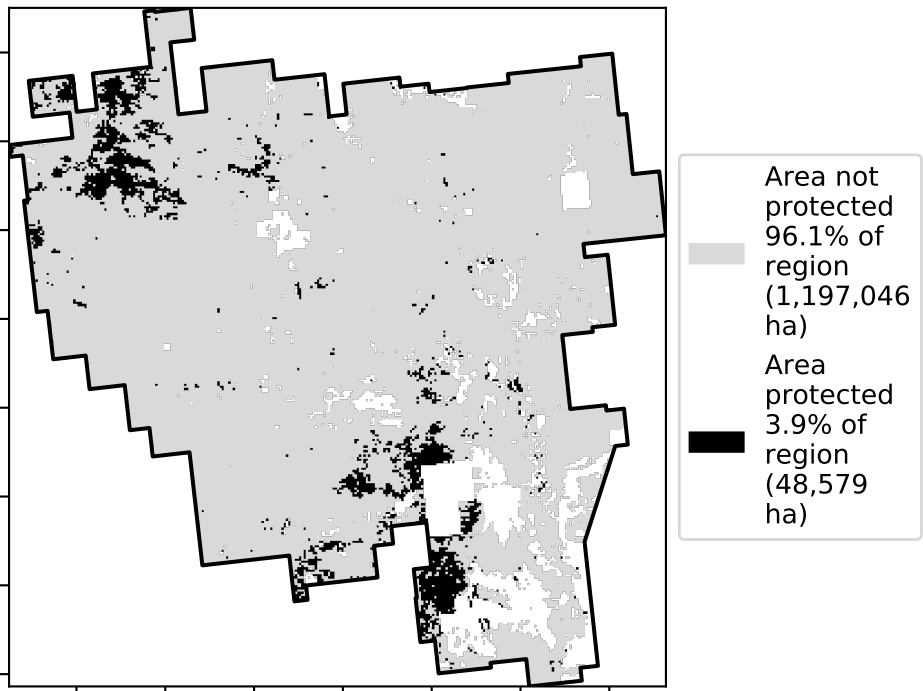 Area not
protected
96.1% of
region
(1,197,046
ha)
Area
protected
3.9% of
region
(48,579
ha)